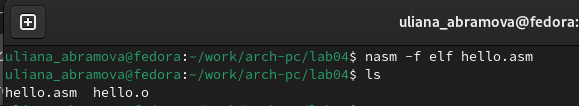 uliana_abramova@fedora:
uliana_abramova@fedora:~/work/arch-pc/lab04$ nasm -f elf hello.asm
uliana_abramova@fedora:~/work/arch-pc/lab04$ ls
hello.asm  hello.o